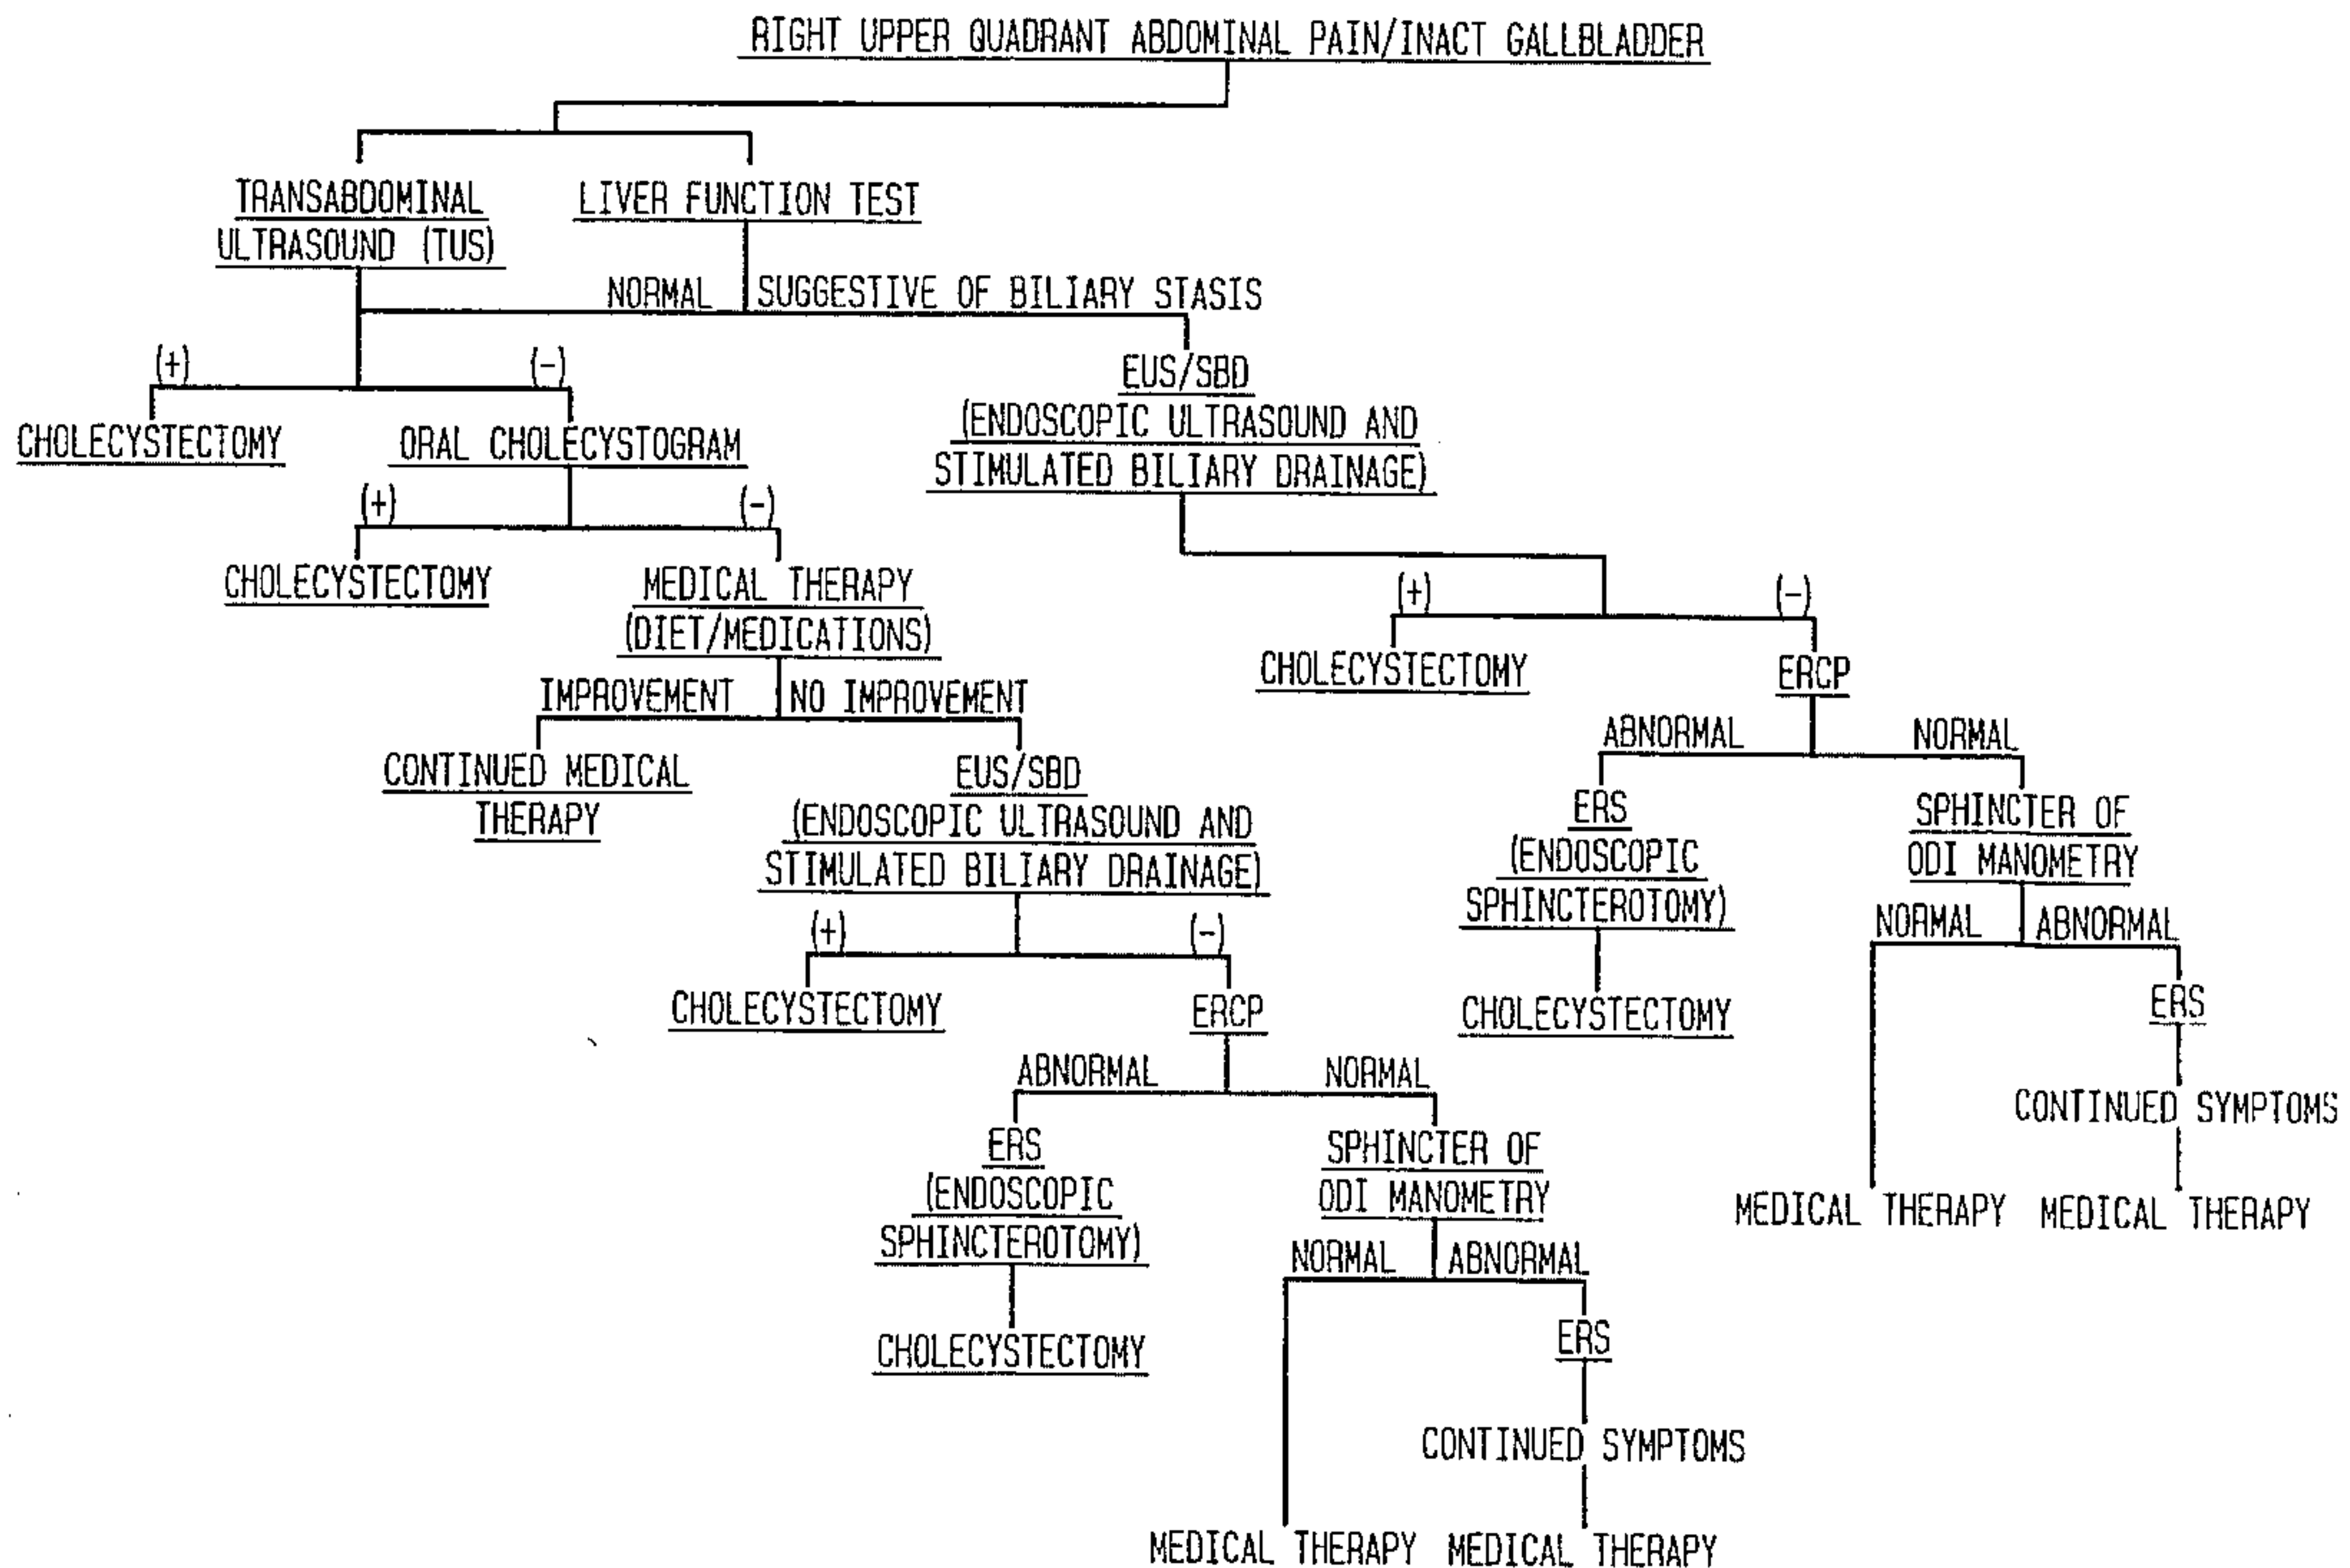 RIGHT UPPER QUADRANT ABDOMINAL PAIN/INACT GALLBLADDER
TRANSABDOMINAL
ULTRASOUND (TUS)
LIVER FUNCTION TEST
NORMAL
SUGGESTIVE OF BILIARY STASIS
(+)
(-)
CHOLECYSTECTOMY
ORAL CHOLECYSTOGRAM
(+)
(-)
CHOLECYSTECTOMY
MEDICAL THERAPY
(DIET/MEDICATIONS)
IMPROVEMENT
NO IMPROVEMENT
CONTINUED MEDICAL
THERAPY
EUS/SBD
(ENDOSCOPIC ULTRASOUND AND
STIMULATED BILIARY DRAINAGE)
(+)
(-)
CHOLECYSTECTOMY
ERCP
ABNORMAL
NORMAL
ERS
(ENDOSCOPIC
SPHINCTEROTOMY)
CHOLECYSTECTOMY
SPHINCTER OF
ODI MANOMETRY
NORMAL
ABNORMAL
ERS
CONTINUED SYMPTOMS
MEDICAL THERAPY
MEDICAL THERAPY
EUS/SBD
(ENDOSCOPIC ULTRASOUND AND
STIMULATED BILIARY DRAINAGE)
(+)
(-)
CHOLECYSTECTOMY
ERCP
ABNORMAL
NORMAL
ERS
(ENDOSCOPIC
SPHINCTEROTOMY)
CHOLECYSTECTOMY
SPHINCTER OF
ODI MANOMETRY
NORMAL
ABNORMAL
ERS
CONTINUED SYMPTOMS
MEDICAL THERAPY
MEDICAL THERAPY